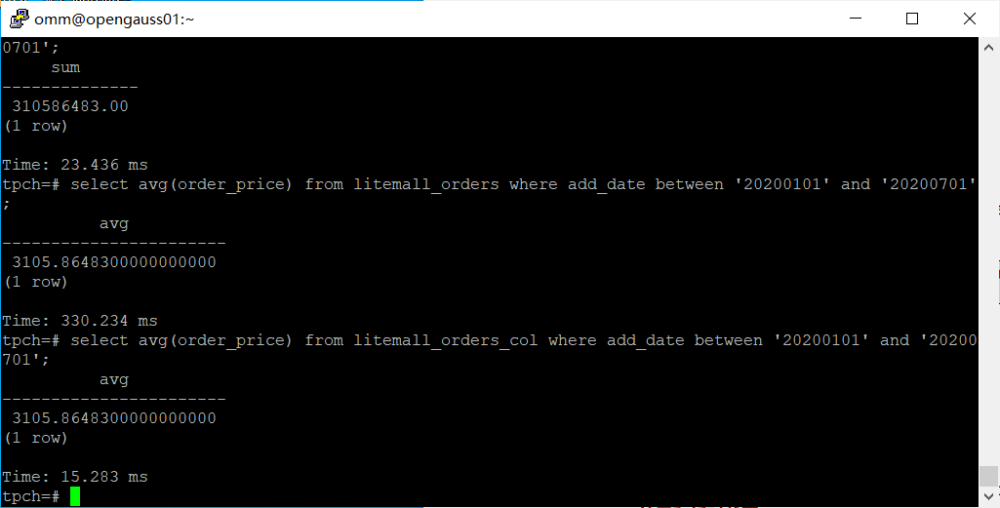 omm@opengauss01:~
0701';
sum
--------------
310586483.00
(1 row)
Time: 23.436 ms
tpch=# select avg(order_price) from litemall_orders where add_date between '20200101' and '20200701'
;
avg
-----------------------
3105.8648300000000000
(1 row)
Time: 330.234 ms
tpch=# select avg(order_price) from litemall_orders_col where add_date between '20200101' and '20200
701';
avg
-----------------------
3105.8648300000000000
(1 row)
Time: 15.283 ms
tpch=#